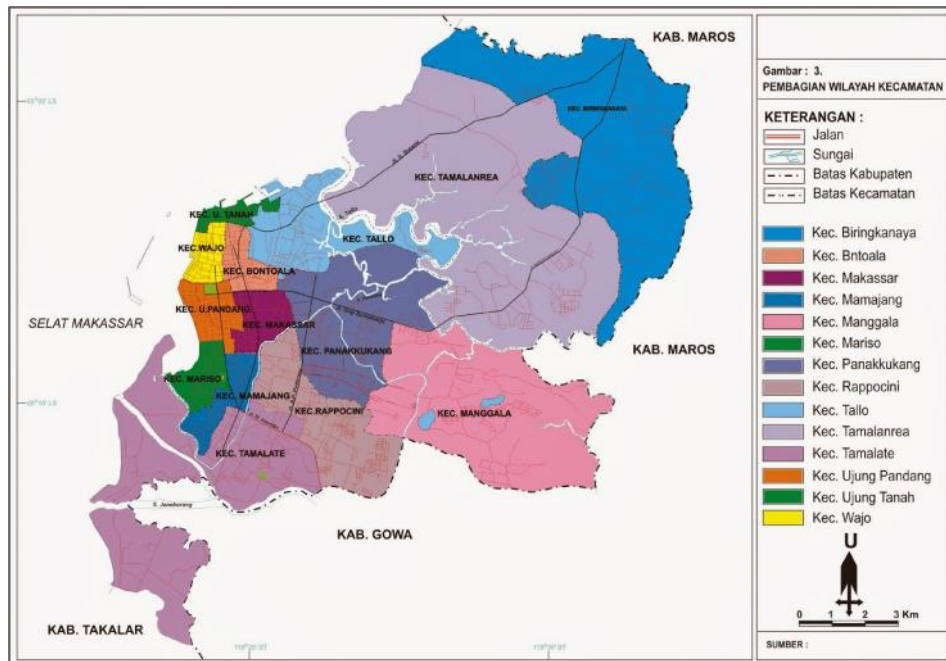 KAB. MAROS
KEC. BIRINGKANAYA
KEC. TAMALANREA
KEC. U. TANAH
S. Tallo
KEC. TALLO
KEC.WAJO
KEC. BONTOALA
KEC. U.PANDANG
SELAT MAKASSAR
KEC. MAKASSAR
KEC. PANAKKUKANG
KAB. MAROS
KEC. MARISO
KEC. MAMAJANG
KEC.RAPPOCINI
KEC. MANGGALA
KEC. TAMALATE
S. Jeneberang
KAB. GOWA
KAB. TAKALAR
Gambar : 3.
PEMBAGIAN WILAYAH KECAMATAN
KETERANGAN :
Jalan
Sungai
Batas Kabupaten
Batas Kecamatan
Kec. Biringkanaya
Kec. Bntoala
Kec. Makassar
Kec. Mamajang
Kec. Manggala
Kec. Mariso
Kec. Panakkukang
Kec. Rappocini
Kec. Tallo
Kec. Tamalanrea
Kec. Tamalate
Kec. Ujung Pandang
Kec. Ujung Tanah
Kec. Wajo
U
0 1 2 3 Km
SUMBER :